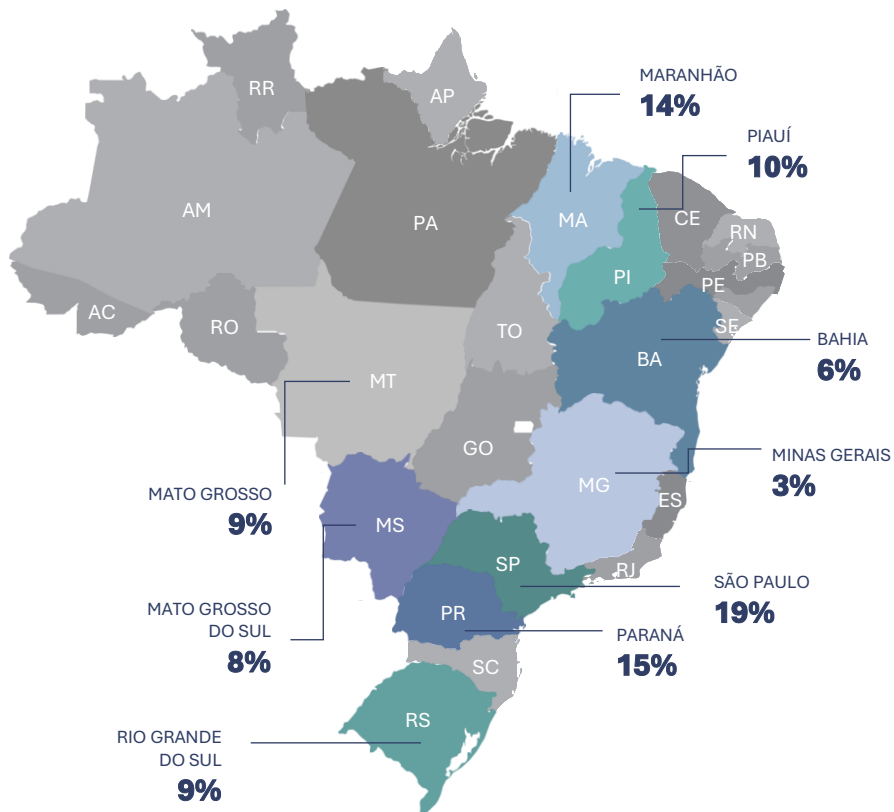 MARANHÃO
14%
RR
AP
PIAUÍ
10%
AM
PA
MA
CE
RN
PB
PI
PE
AC
RO
TO
SE
BAHIA
6%
BA
MT
GO
MINAS GERAIS
3%
MG
ES
MATO GROSSO
9%
MS
SP
RJ
SÃO PAULO
19%
MATO GROSSO
DO SUL
8%
PR
PARANÁ
15%
SC
RS
RIO GRANDE
DO SUL
9%